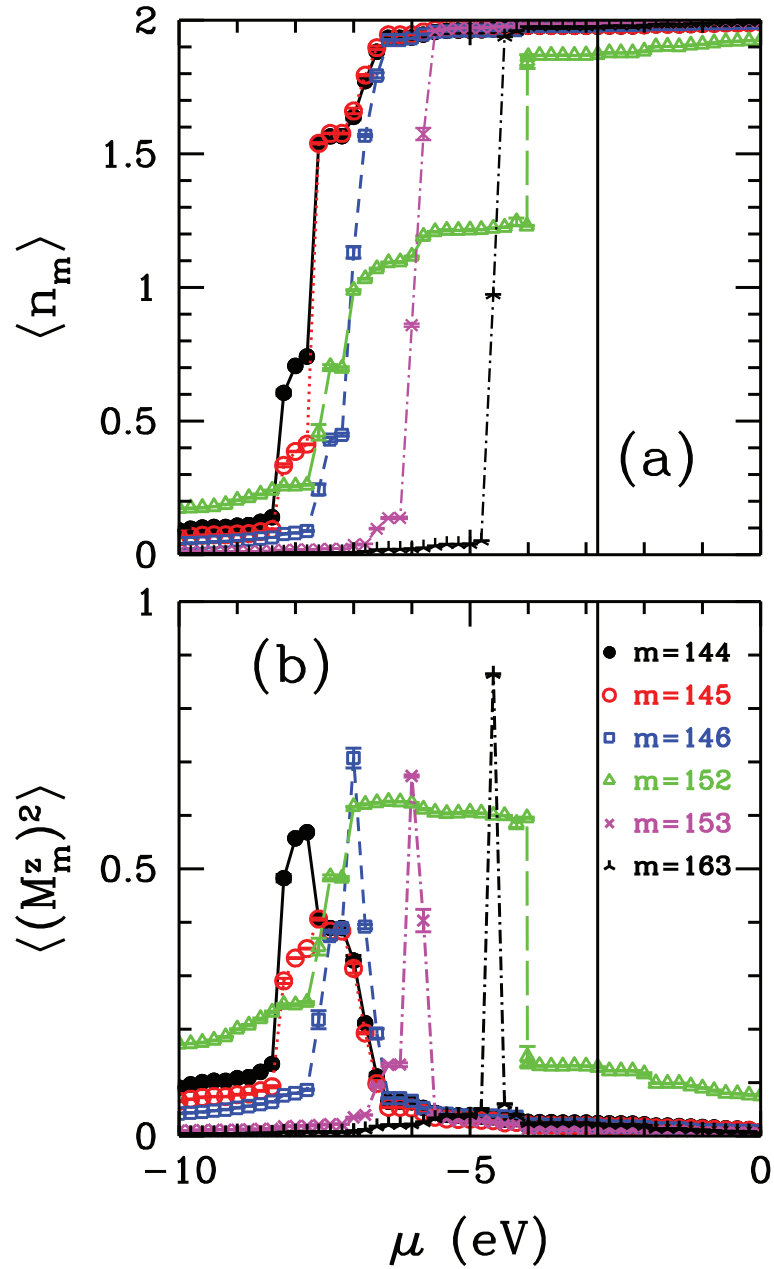 2
1.5
⟨n_m⟩
1
0.5
(a)
0
1
(b)
m=144
m=145
m=146
m=152
m=153
m=163
⟨(M^z_m)^2⟩
0.5
0
−10
−5
0
μ (eV)